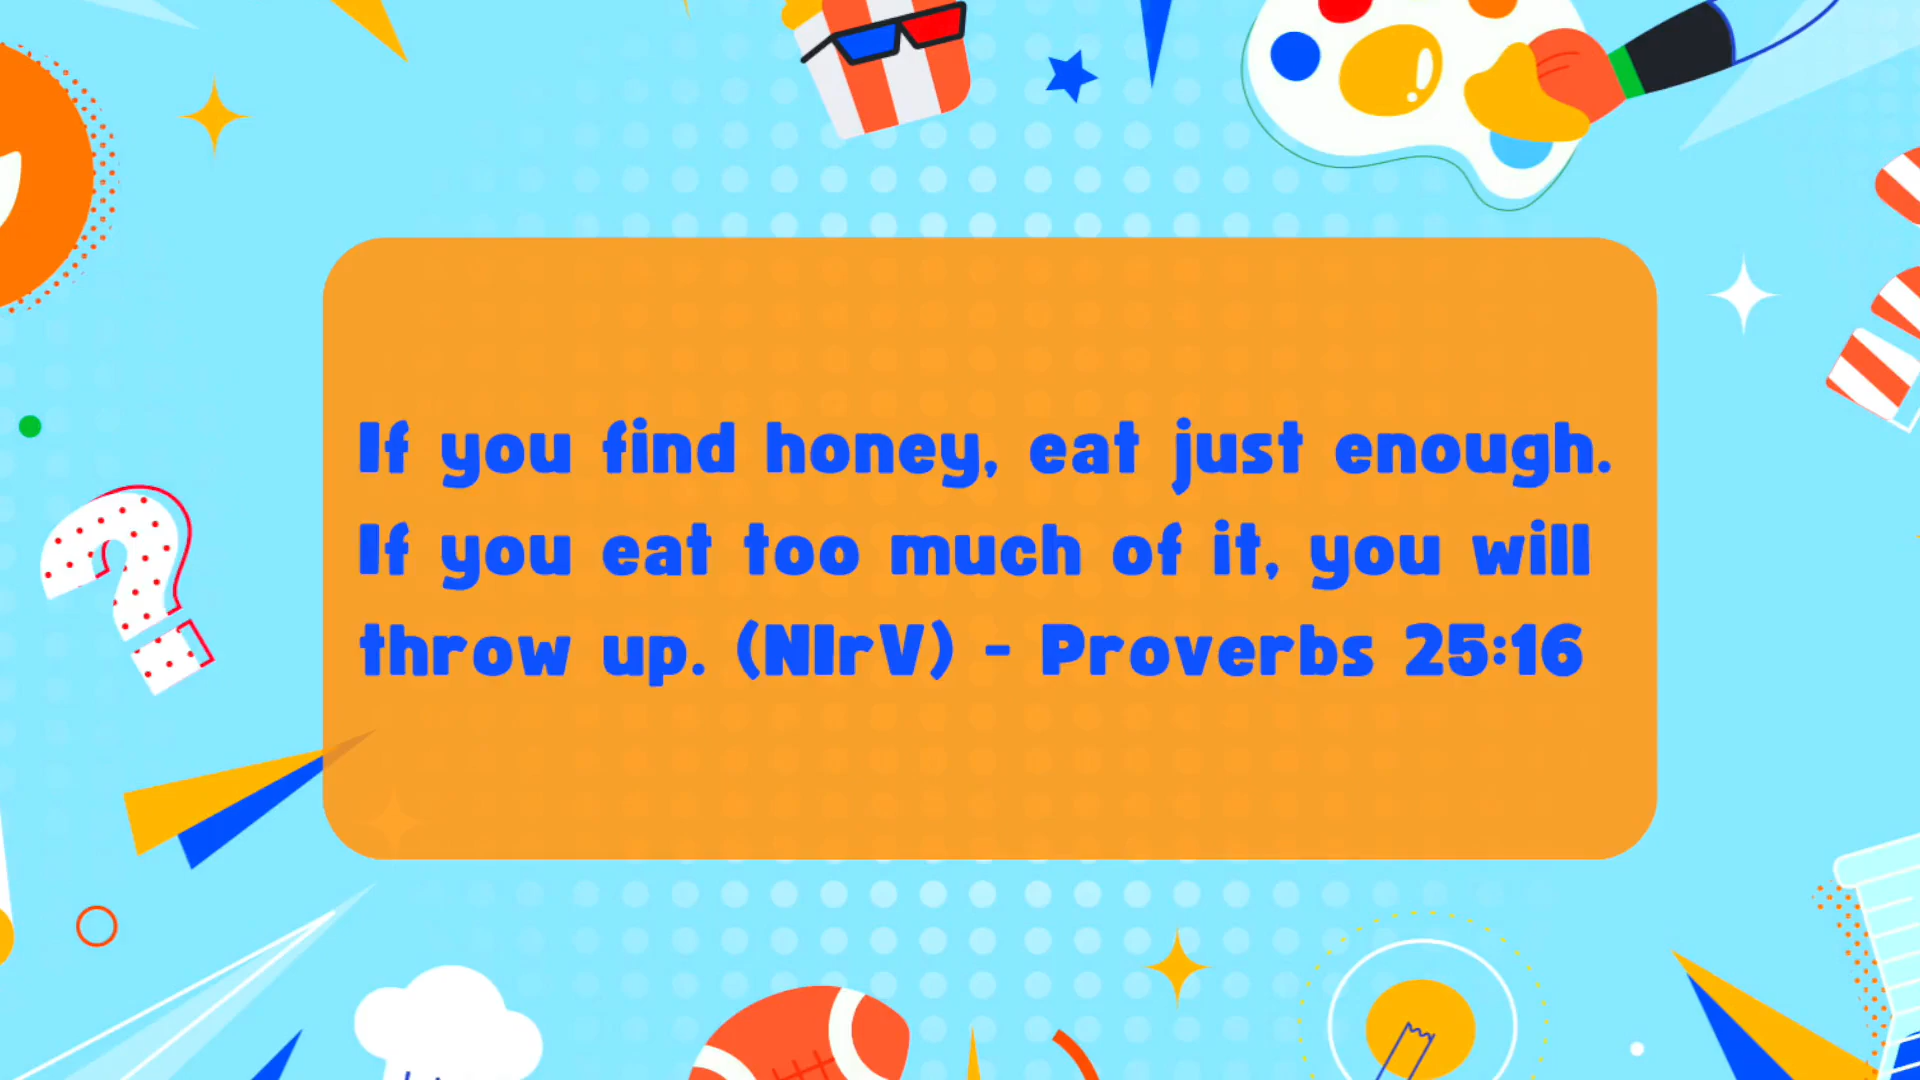 If you find honey, eat just enough.
If you eat too much of it, you will
throw up. (NIrV) - Proverbs 25:16